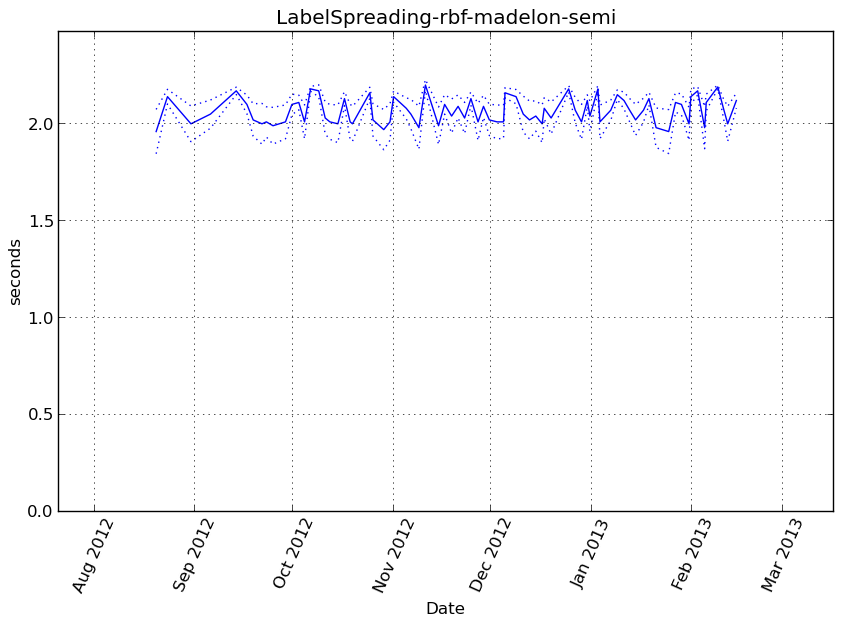 LabelSpreading-rbf-madelon-semi
seconds
2.0
1.5
1.0
0.5
0.0
Aug 2012
Sep 2012
Oct 2012
Nov 2012
Dec 2012
Jan 2013
Feb 2013
Mar 2013
Date